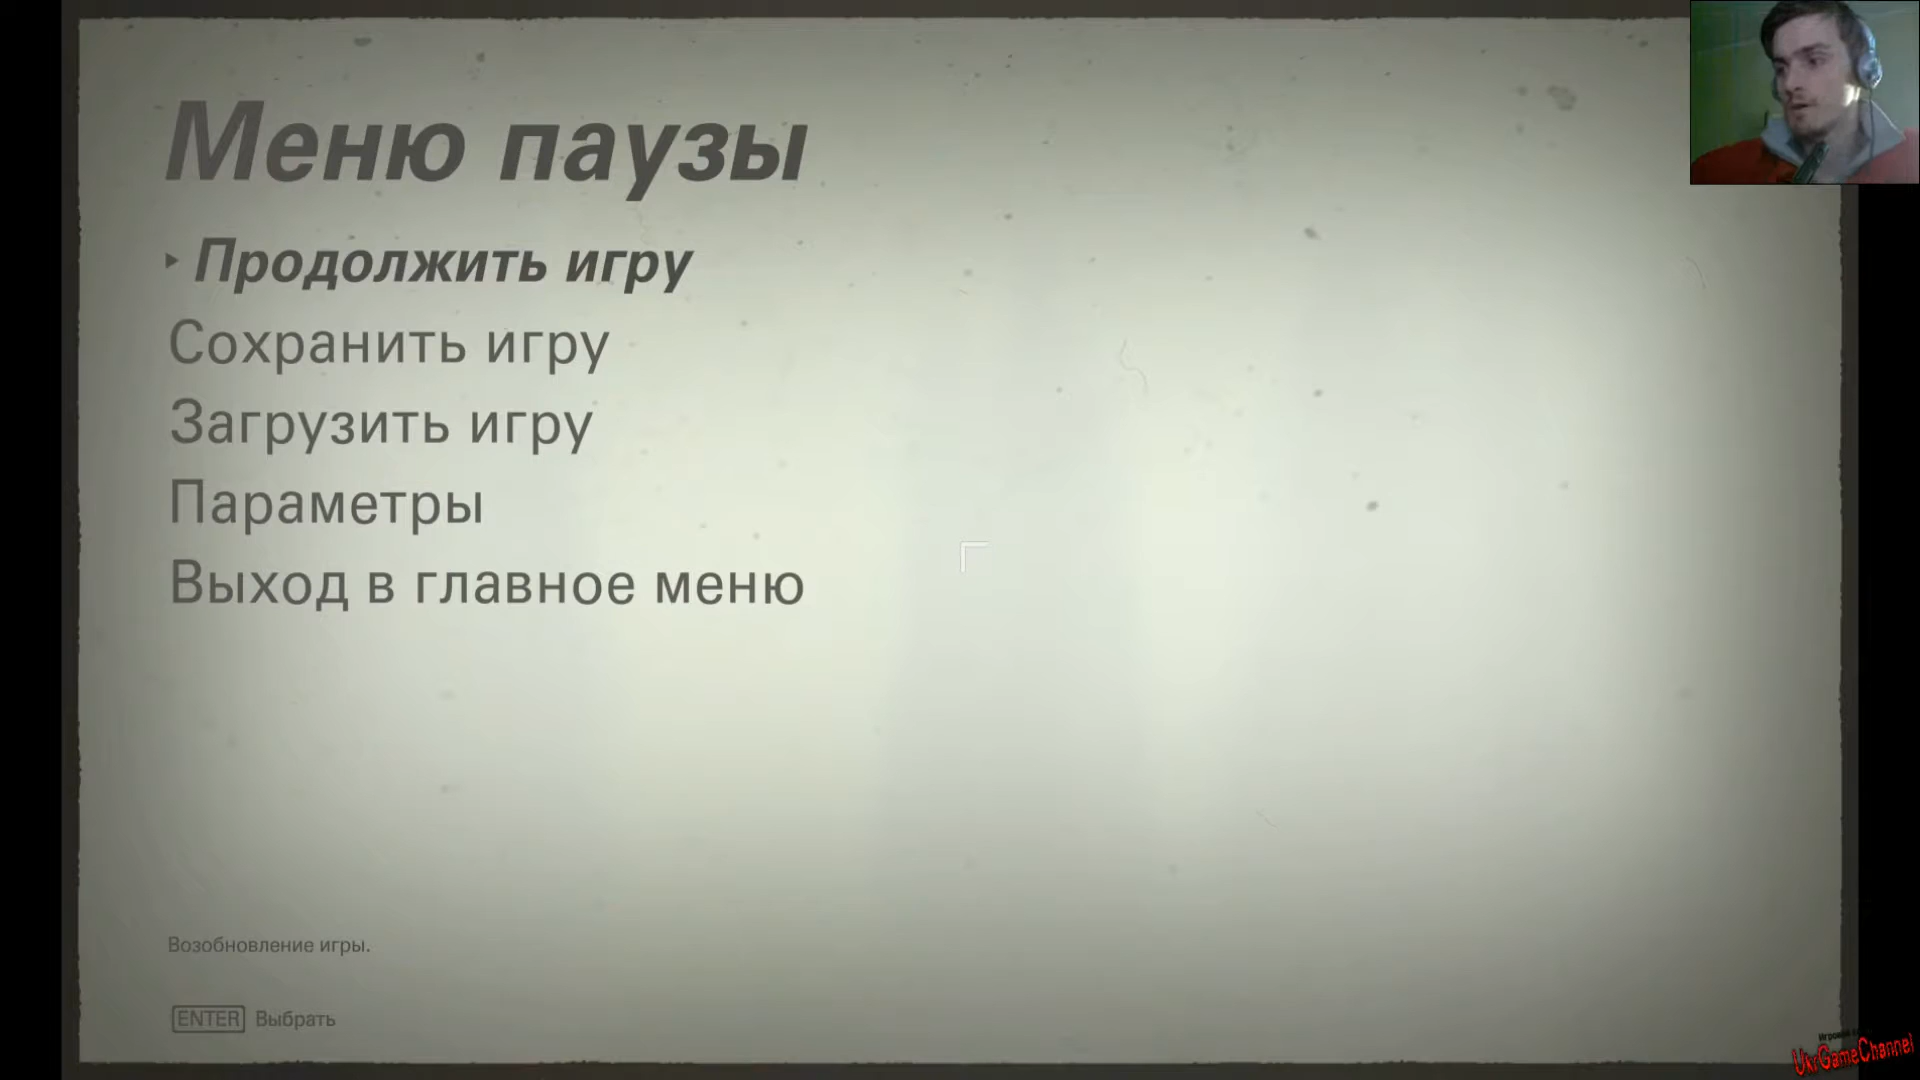 Меню паузы
Продолжить игру
Сохранить игру
Загрузить игру
Параметры
Выход в главное меню
Возобновление игры.
ENTER Выбрать
UkrGameChannel